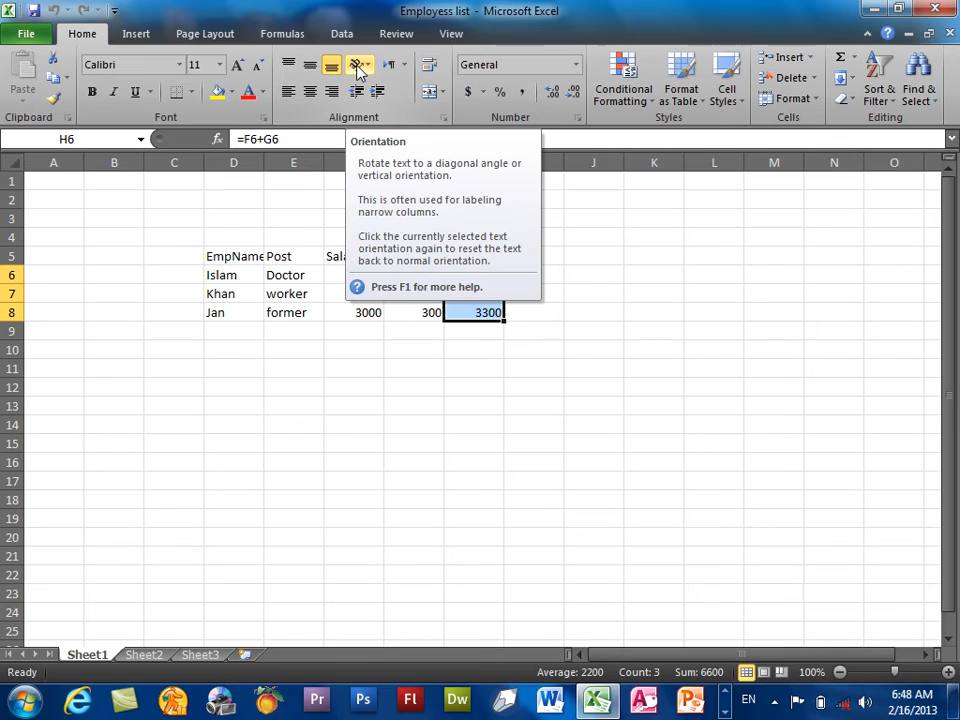 Employess list - Microsoft Excel
File Home Insert Page Layout Formulas Data Review View
Calibri 11 General
Paste
B I U
$ % ,
Conditional Formatting
Format as Table
Cell Styles
Insert
Delete
Format
Sort & Filter
Find & Select
Clipboard Font Alignment Number Styles Cells Editing
H6 fx =F6+G6
Orientation
Rotate text to a diagonal angle or
vertical orientation.
This is often used for labeling
narrow columns.
Click the currently selected text
orientation again to reset the text
back to normal orientation.
Press F1 for more help.
A B C D E J K L M N O
1
2
3
4
5 EmpName Post Sala
6 Islam Doctor
7 Khan worker
8 Jan former 3000 300 3300
9
10
11
12
13
14
15
16
17
18
19
20
21
22
23
24
25
Sheet1 Sheet2 Sheet3
Ready Average: 2200 Count: 3 Sum: 6600 100%
Pr Ps Fl Dw EN 6:48 AM
2/16/2013